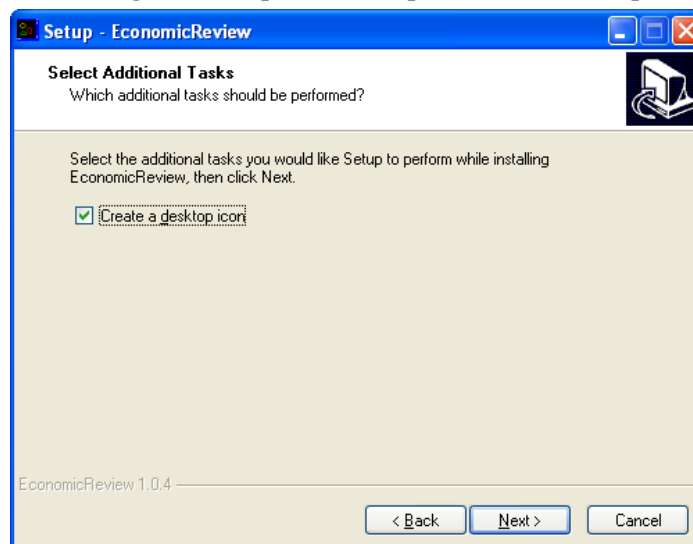 Setup - EconomicReview
Select Additional Tasks
Which additional tasks should be performed?
Select the additional tasks you would like Setup to perform while installing
EconomicReview, then click Next.
Create a desktop icon
EconomicReview 1.0.4
< Back
Next >
Cancel